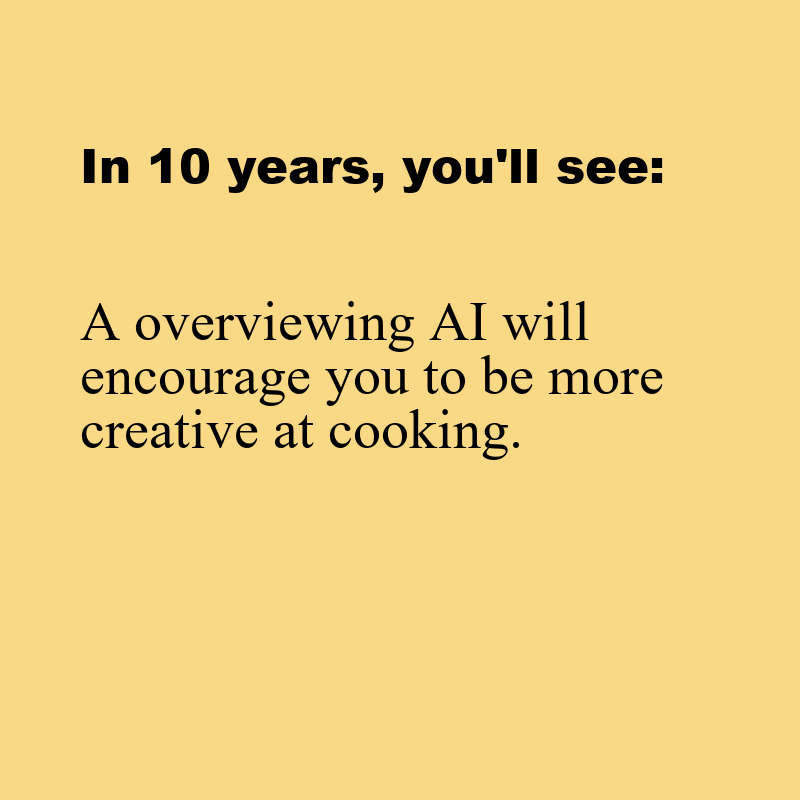 In 10 years, you'll see:
A overviewing AI will
encourage you to be more
creative at cooking.